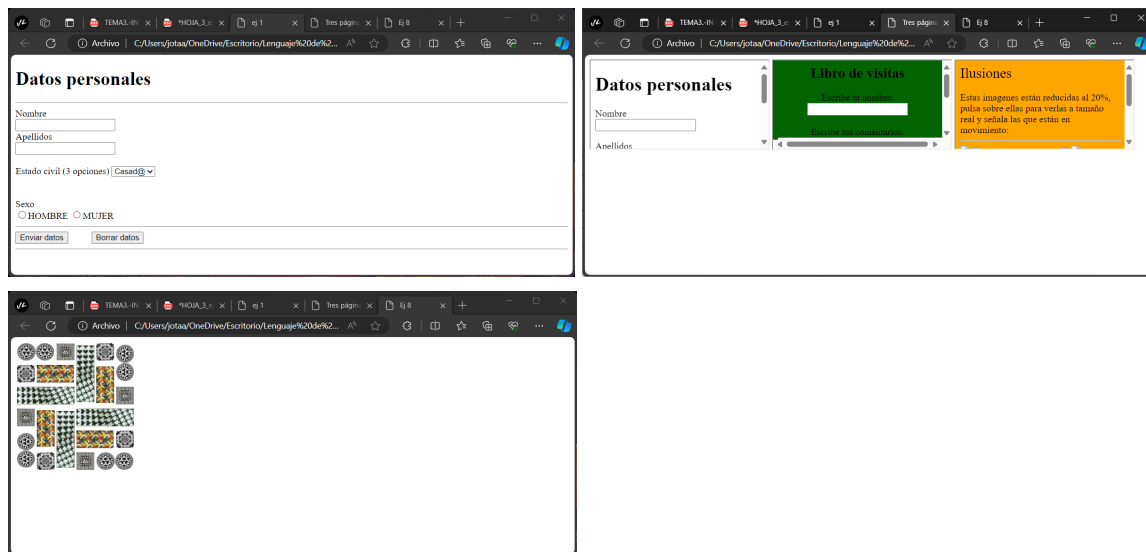 TEMA3.-IN
*HOJA_3_ej
ej 1
Tres página
Ej 8
Archivo
C:/Users/jotaa/OneDrive/Escritorio/Lenguaje%20de%2...
Datos personales
Nombre
Apellidos
Estado civil (3 opciones) Casad@
Sexo
HOMBRE MUJER
Enviar datos Borrar datos
TEMA3.-IN
*HOJA_3_ej
ej 1
Tres página
Ej 8
Archivo
C:/Users/jotaa/OneDrive/Escritorio/Lenguaje%20de%2...
Datos personales
Nombre
Apellidos
Libro de visitas
Escribe tu nombre:
Escribe tus comentarios:
Ilusiones
Estas imagenes están reducidas al 20%,
pulsa sobre ellas para verlas a tamaño
real y señala las que están en
movimiento:
TEMA3.-IN
*HOJA_3_ej
ej 1
Tres página
Ej 8
Archivo
C:/Users/jotaa/OneDrive/Escritorio/Lenguaje%20de%2...